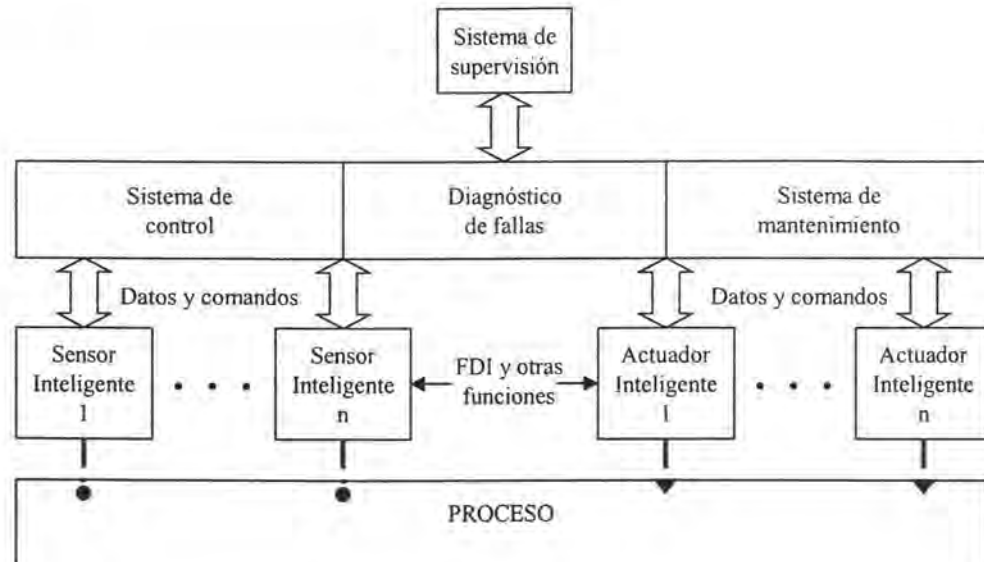 Sistema de
supervisión
Sistema de
control
Diagnóstico
de fallas
Sistema de
mantenimiento
Datos y comandos
Datos y comandos
Sensor
Inteligente
1
Sensor
Inteligente
n
FDI y otras
funciones
Actuador
Inteligente
1
Actuador
Inteligente
n
PROCESO